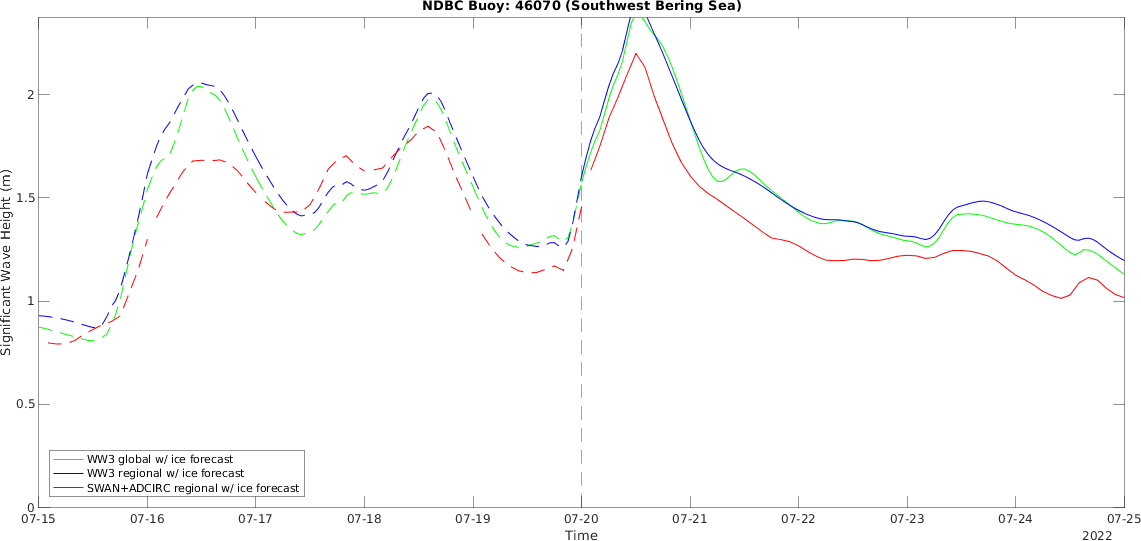 NDBC Buoy: 46070 (Southwest Bering Sea)
Significant Wave Height (m)
2
1.5
1
0.5
0
WW3 global w/ ice forecast
WW3 regional w/ ice forecast
SWAN+ADCIRC regional w/ ice forecast
07-15 07-16 07-17 07-18 07-19 07-20 07-21 07-22 07-23 07-24 07-25
Time
2022